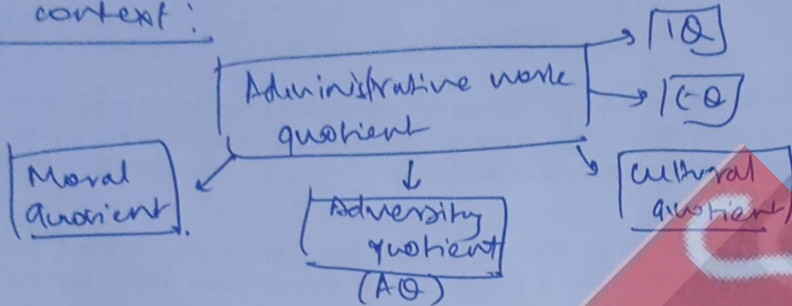 context:
IQ
Administrative work
quotient
EQ
Moral
quotient
Adversity
quotient
(AQ)
cultural
quotient